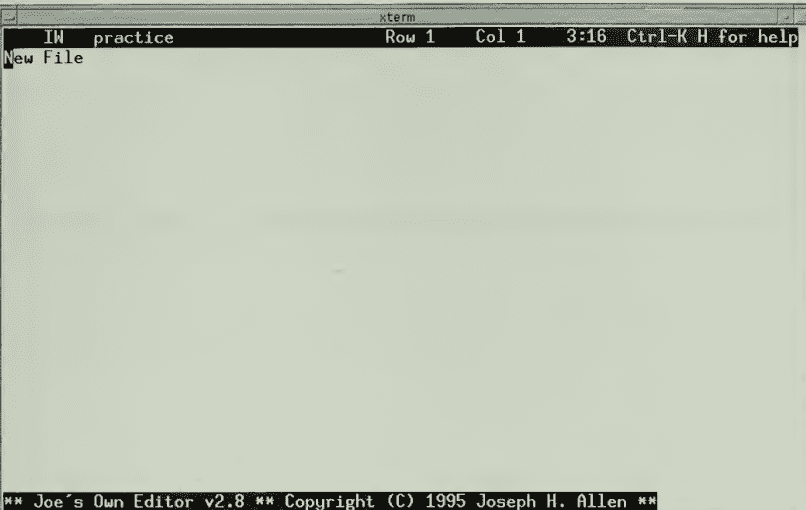 xterm
IW practice Row 1 Col 1 3:16 Ctrl-K H for help
New File
** Joe's Own Editor v2.8 ** Copyright (C) 1995 Joseph H. Allen **